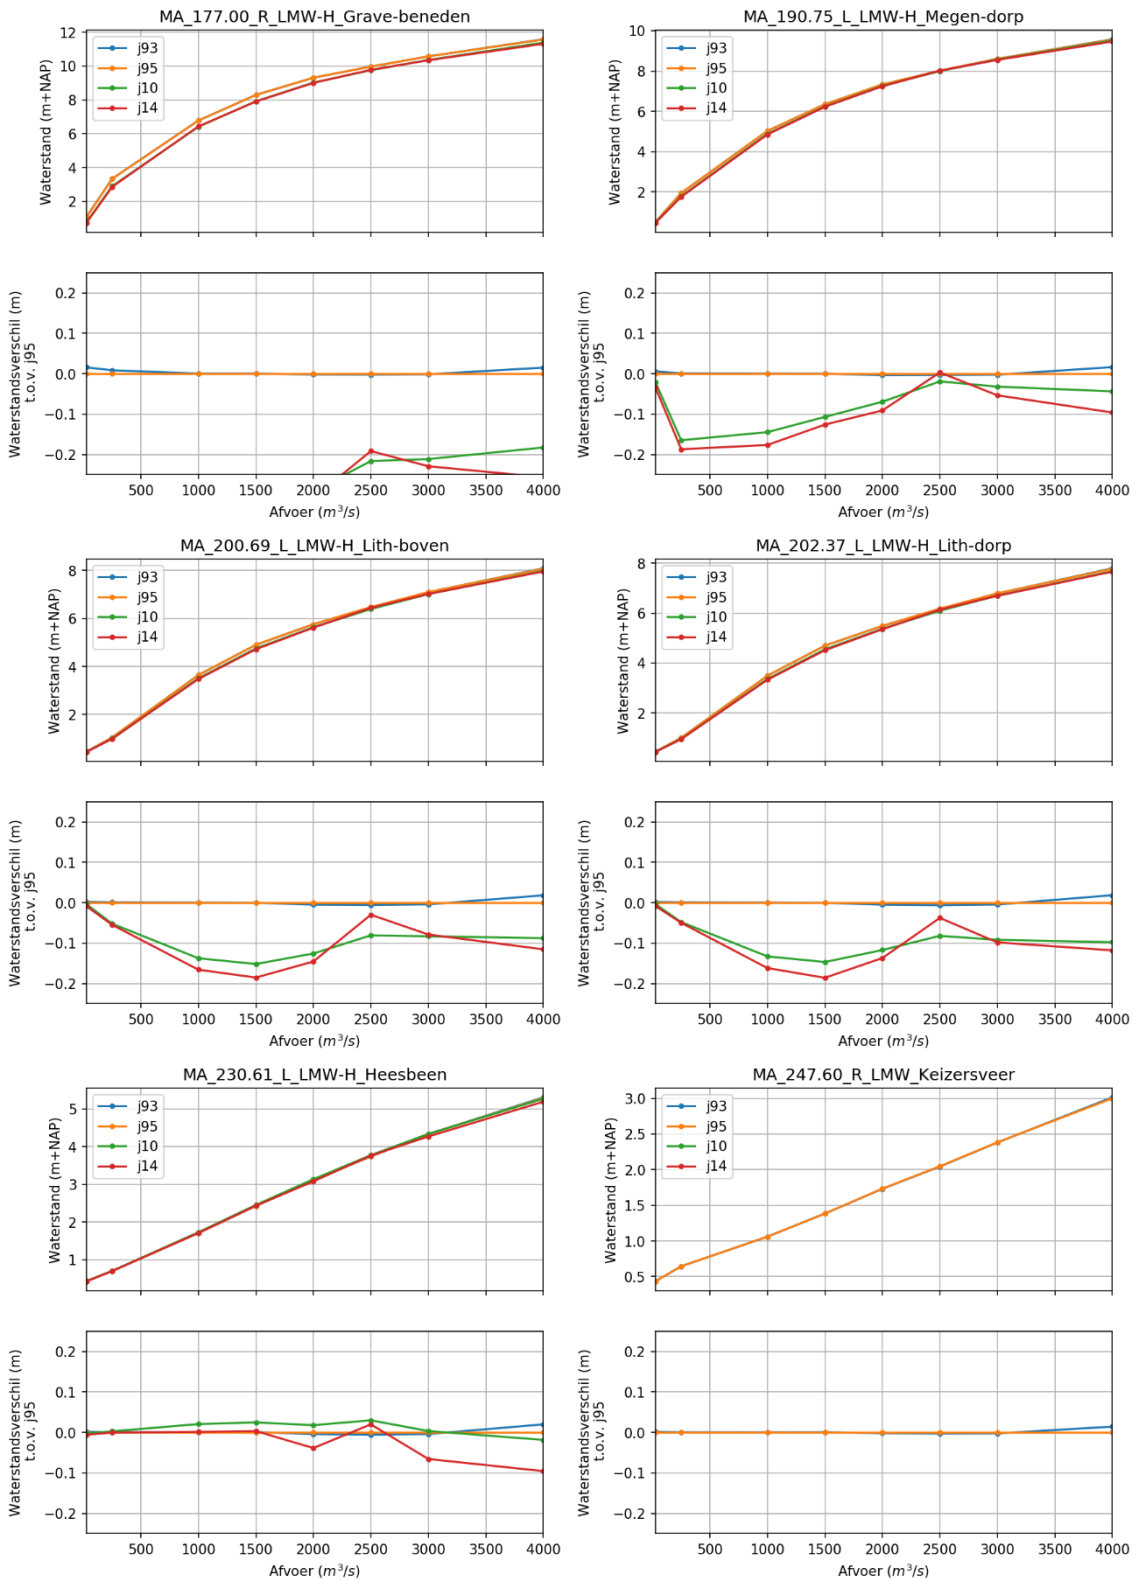 MA_177.00_R_LMW-H_Grave-beneden
12
10
8
6
4
2
Waterstand (m+NAP)
j93
j95
j10
j14
0.2
0.1
0.0
−0.1
−0.2
Waterstandsverschil (m)
t.o.v. j95
500 1000 1500 2000 2500 3000 3500 4000
Afvoer (m³/s)
MA_190.75_L_LMW-H_Megen-dorp
10
8
6
4
2
Waterstand (m+NAP)
j93
j95
j10
j14
0.2
0.1
0.0
−0.1
−0.2
Waterstandsverschil (m)
t.o.v. j95
500 1000 1500 2000 2500 3000 3500 4000
Afvoer (m³/s)
MA_200.69_L_LMW-H_Lith-boven
8
6
4
2
Waterstand (m+NAP)
j93
j95
j10
j14
0.2
0.1
0.0
−0.1
−0.2
Waterstandsverschil (m)
t.o.v. j95
500 1000 1500 2000 2500 3000 3500 4000
Afvoer (m³/s)
MA_202.37_L_LMW-H_Lith-dorp
8
6
4
2
Waterstand (m+NAP)
j93
j95
j10
j14
0.2
0.1
0.0
−0.1
−0.2
Waterstandsverschil (m)
t.o.v. j95
500 1000 1500 2000 2500 3000 3500 4000
Afvoer (m³/s)
MA_230.61_L_LMW-H_Heesbeen
5
4
3
2
1
Waterstand (m+NAP)
j93
j95
j10
j14
0.2
0.1
0.0
−0.1
−0.2
Waterstandsverschil (m)
t.o.v. j95
500 1000 1500 2000 2500 3000 3500 4000
Afvoer (m³/s)
MA_247.60_R_LMW_Keizersveer
3.0
2.5
2.0
1.5
1.0
0.5
Waterstand (m+NAP)
j93
j95
j10
j14
0.2
0.1
0.0
−0.1
−0.2
Waterstandsverschil (m)
t.o.v. j95
500 1000 1500 2000 2500 3000 3500 4000
Afvoer (m³/s)